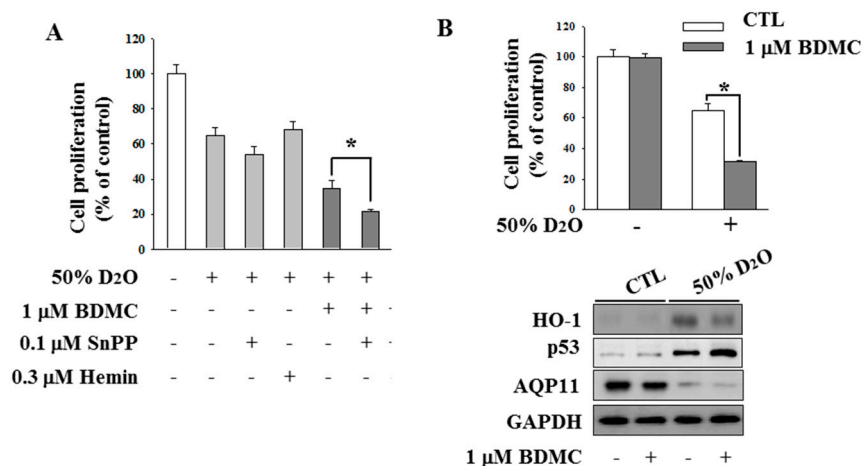 A
Cell proliferation
(% of control)
120
100
80
60
40
20
0
50% D2O - + + + + +
1 µM BDMC - - - - + +
0.1 µM SnPP - - + - - +
0.3 µM Hemin - - - + - -
B
CTL
1 µM BDMC
Cell proliferation
(% of control)
120
100
80
60
40
20
0
*
*
50% D2O - +
CTL 50% D2O
HO-1
p53
AQP11
GAPDH
1 µM BDMC - + - +